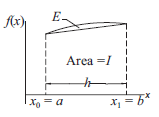 f(x)
E
Area = I
h
x₀ = a
x₁ = b
x